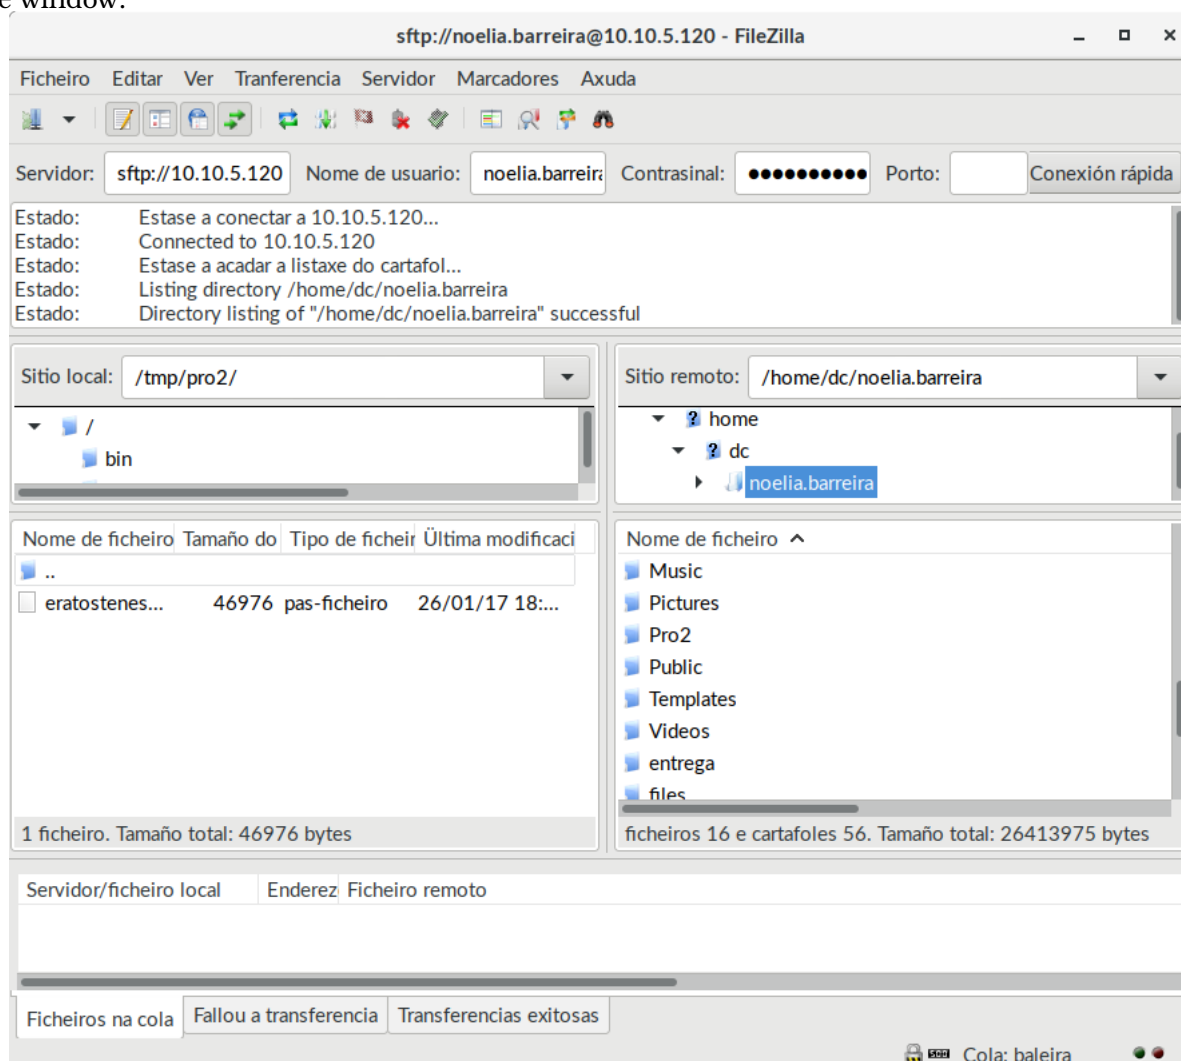 e window.
sftp://noelia.barreira@10.10.5.120 - FileZilla
Ficheiro Editar Ver Tranferencia Servidor Marcadores Axuda
Servidor: sftp://10.10.5.120 Nome de usuario: noelia.barreira Contrasinal: ●●●●●●●●●● Porto: Conexión rápida
Estado: Estase a conectar a 10.10.5.120...
Estado: Connected to 10.10.5.120
Estado: Estase a acadar a listaxe do cartafol...
Estado: Listing directory /home/dc/noelia.barreira
Estado: Directory listing of "/home/dc/noelia.barreira" successful
Sitio local: /tmp/pro2/
/
bin
Sitio remoto: /home/dc/noelia.barreira
home
dc
noelia.barreira
Nome de ficheiro Tamaño do Tipo de ficheir Última modificaci
..
eratostenes... 46976 pas-ficheiro 26/01/17 18:...
1 ficheiro. Tamaño total: 46976 bytes
Nome de ficheiro
Music
Pictures
Pro2
Public
Templates
Videos
entrega
files
ficheiros 16 e cartafoles 56. Tamaño total: 26413975 bytes
Servidor/ficheiro local Enderez Ficheiro remoto
Ficheiros na cola Fallou a transferencia Transferencias exitosas
Cola: baleira